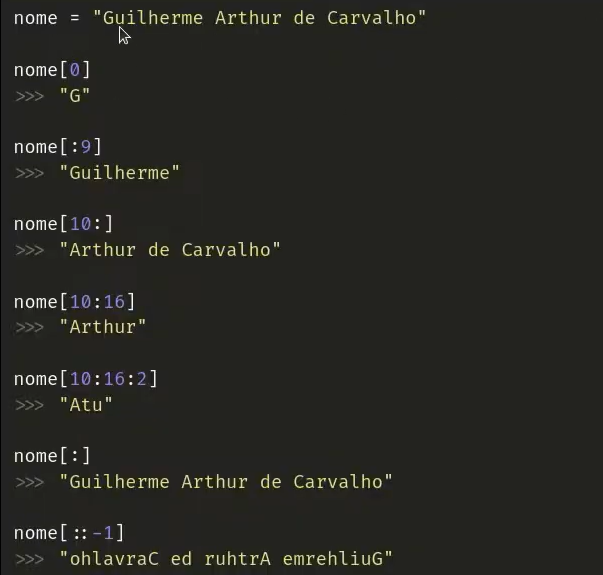 nome = "Guilherme Arthur de Carvalho"
nome[0]
>>> "G"
nome[:9]
>>> "Guilherme"
nome[10:]
>>> "Arthur de Carvalho"
nome[10:16]
>>> "Arthur"
nome[10:16:2]
>>> "Atu"
nome[:]
>>> "Guilherme Arthur de Carvalho"
nome[::-1]
>>> "ohlavraC ed ruhtrA emrehliuG"